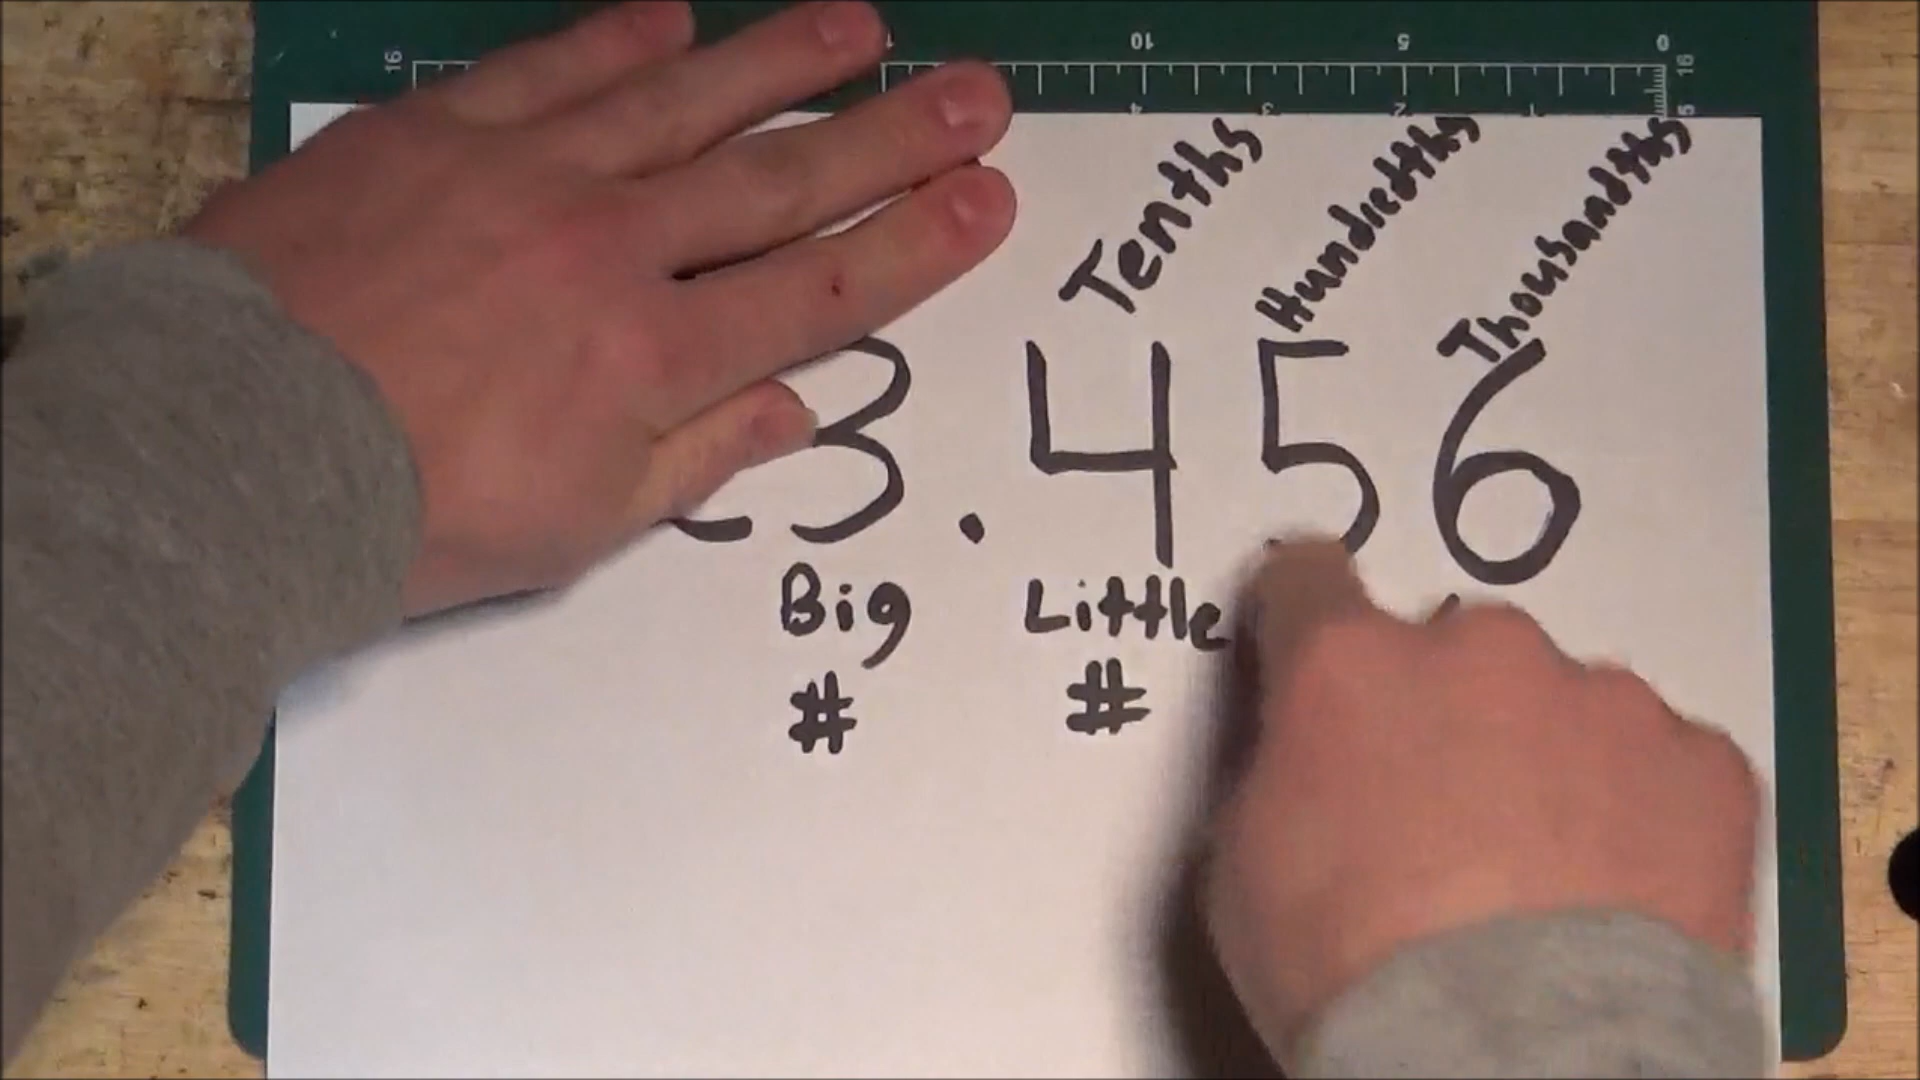 16 10 5 0 16
4 3 2 1 5
Tenths Hundredths Thousandths
3.456
Big Little
# #